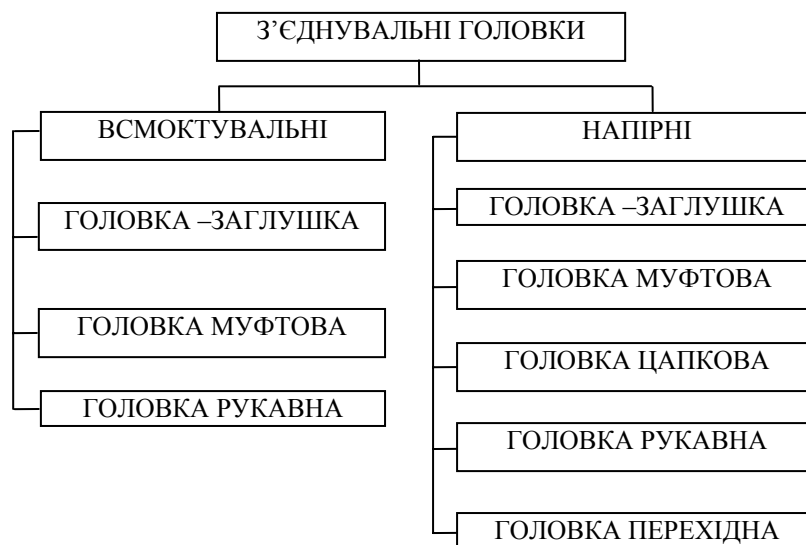 З’ЄДНУВАЛЬНІ ГОЛОВКИ
ВСМОКТУВАЛЬНІ
ГОЛОВКА –ЗАГЛУШКА
ГОЛОВКА МУФТОВА
ГОЛОВКА РУКАВНА
НАПІРНІ
ГОЛОВКА –ЗАГЛУШКА
ГОЛОВКА МУФТОВА
ГОЛОВКА ЦАПКОВА
ГОЛОВКА РУКАВНА
ГОЛОВКА ПЕРЕХІДНА